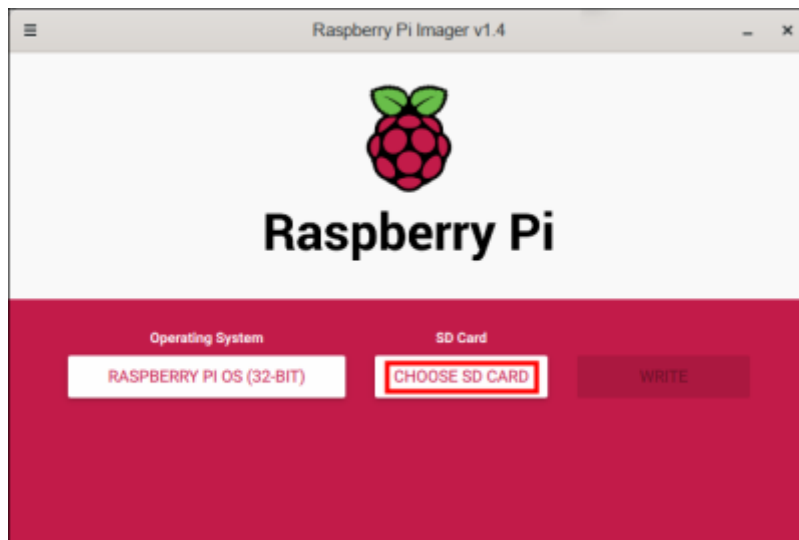 Raspberry Pi Imager v1.4
Raspberry Pi
Operating System
SD Card
RASPBERRY PI OS (32-BIT)
CHOOSE SD CARD
WRITE